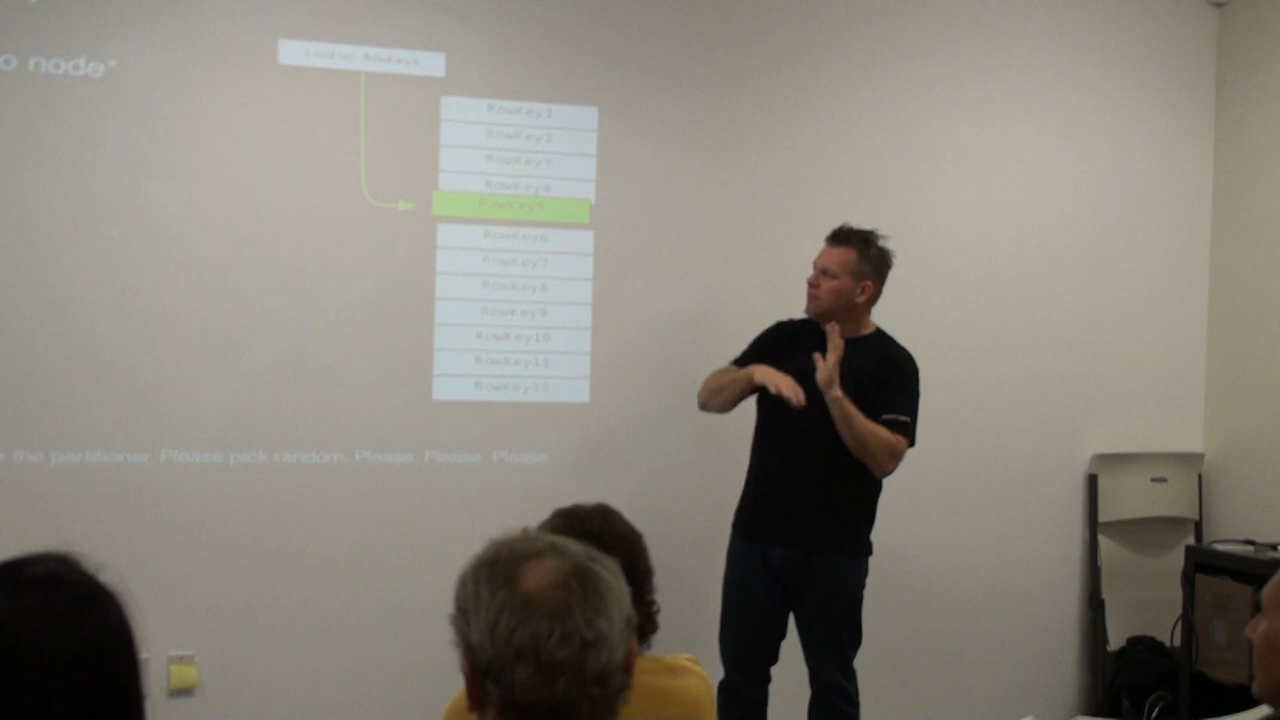 o node*
Lookup RowKey5
RowKey1
RowKey2
RowKey3
RowKey4
RowKey5
RowKey6
RowKey7
RowKey8
RowKey9
RowKey10
RowKey11
RowKey12
the partitioner. Please pick random. Please. Please. Please.